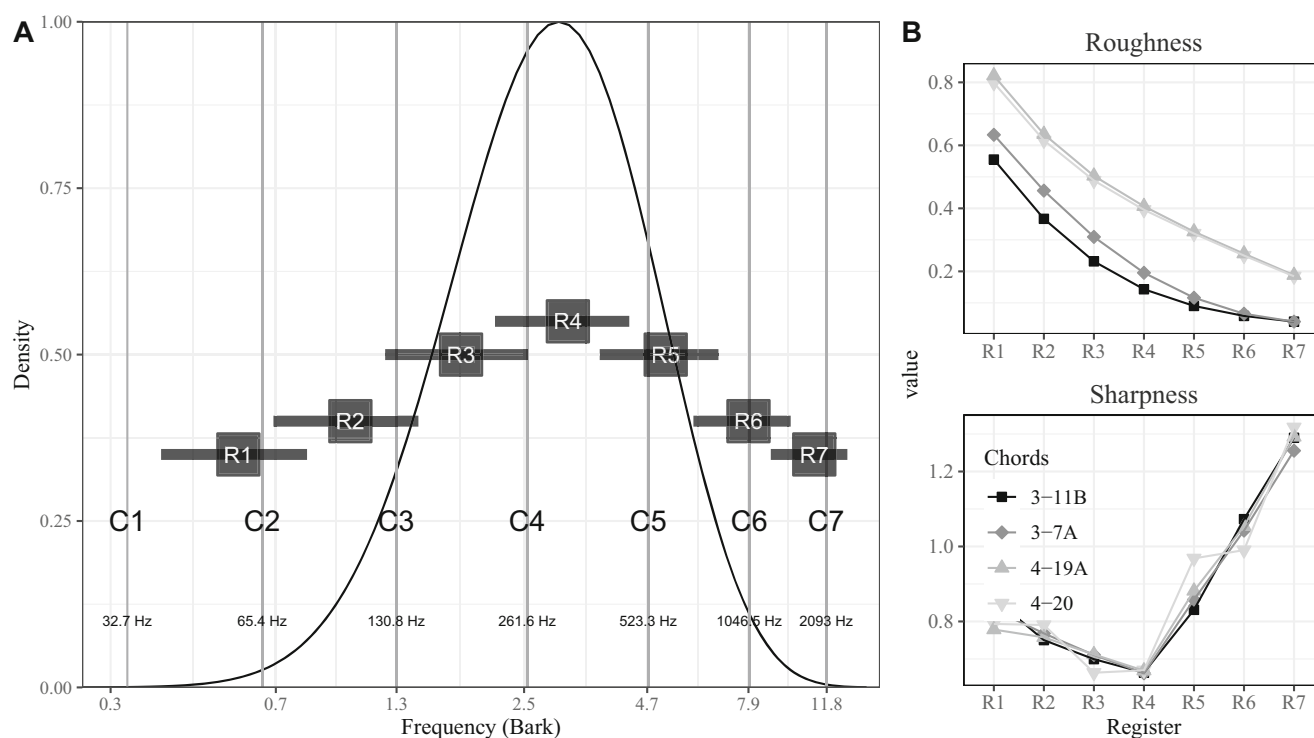 A
Density
1.00
0.75
0.50
0.25
0.00
R1
R2
R3
R4
R5
R6
R7
C1
C2
C3
C4
C5
C6
C7
32.7 Hz
65.4 Hz
130.8 Hz
261.6 Hz
523.3 Hz
1046.5 Hz
2093 Hz
0.3
0.7
1.3
2.5
4.7
7.9
11.8
Frequency (Bark)
B
Roughness
value
0.8
0.6
0.4
0.2
R1
R2
R3
R4
R5
R6
R7
Sharpness
1.2
1.0
0.8
Chords
3−11B
3−7A
4−19A
4−20
R1
R2
R3
R4
R5
R6
R7
Register